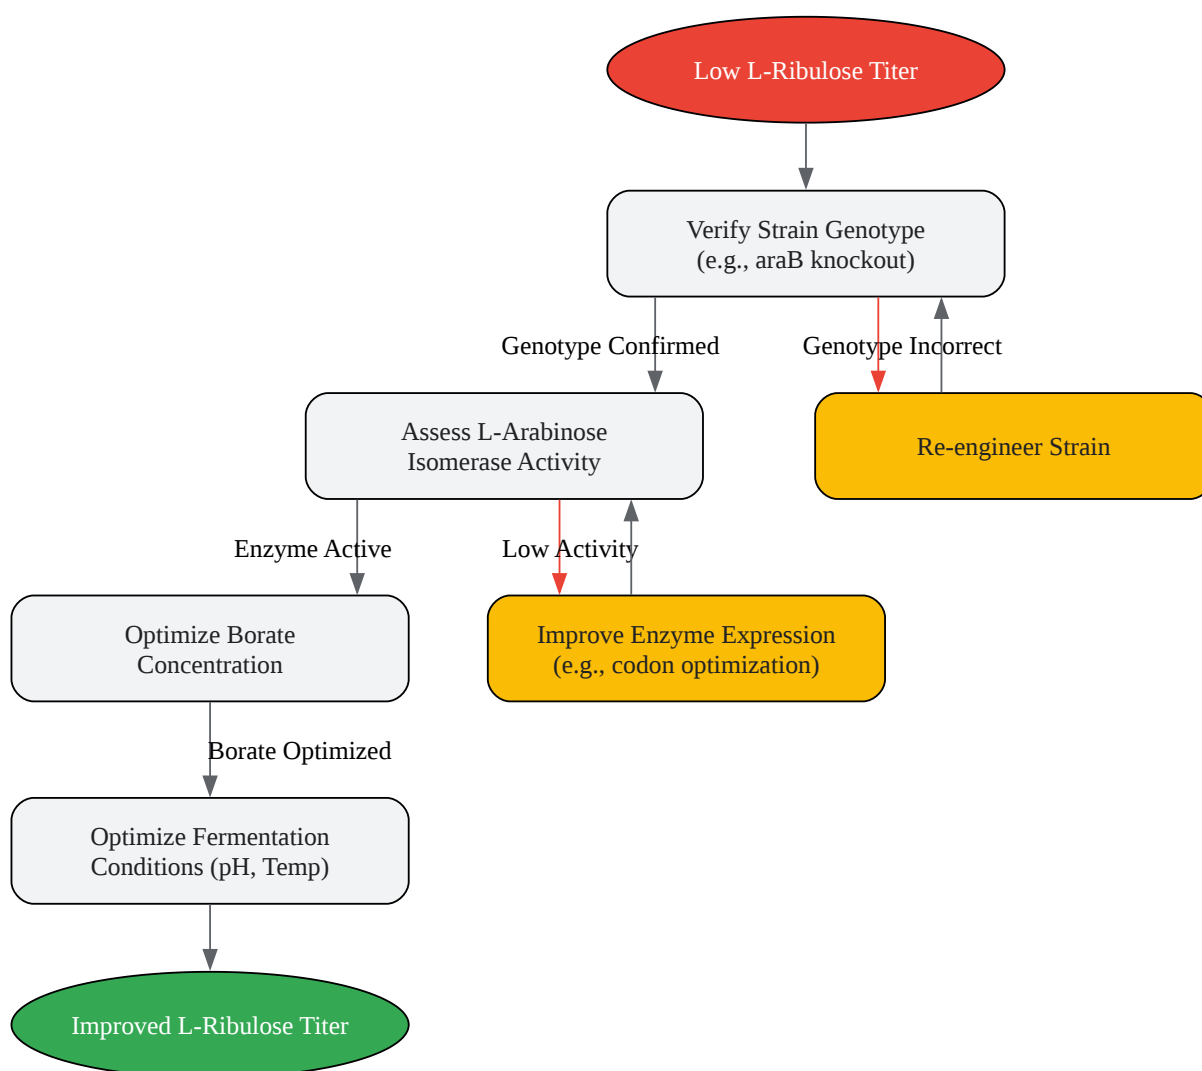 Low L-Ribulose Titer
Verify Strain Genotype
(e.g., araB knockout)
Genotype Confirmed
Genotype Incorrect
Assess L-Arabinose
Isomerase Activity
Re-engineer Strain
Enzyme Active
Low Activity
Optimize Borate
Concentration
Improve Enzyme Expression
(e.g., codon optimization)
Borate Optimized
Optimize Fermentation
Conditions (pH, Temp)
Improved L-Ribulose Titer